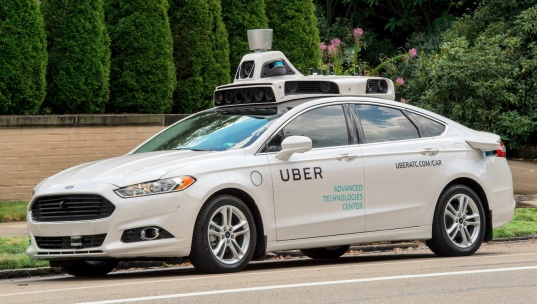 UBER
ADVANCED
TECHNOLOGIES
CENTER
UBERATC.COM/CAR